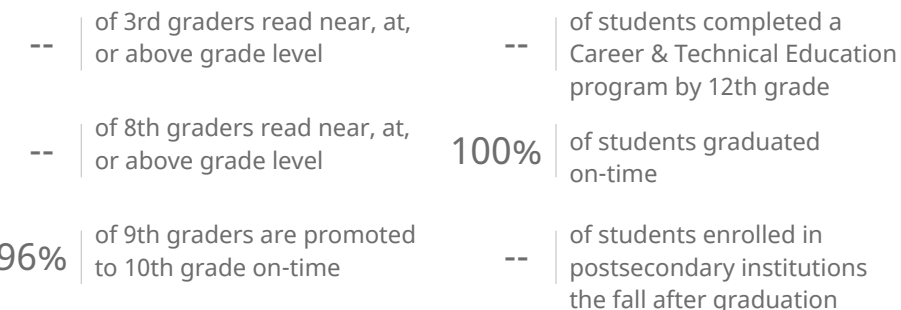 --
of 3rd graders read near, at,
or above grade level
--
of 8th graders read near, at,
or above grade level
96%
of 9th graders are promoted
to 10th grade on-time
--
of students completed a
Career & Technical Education
program by 12th grade
100%
of students graduated
on-time
--
of students enrolled in
postsecondary institutions
the fall after graduation